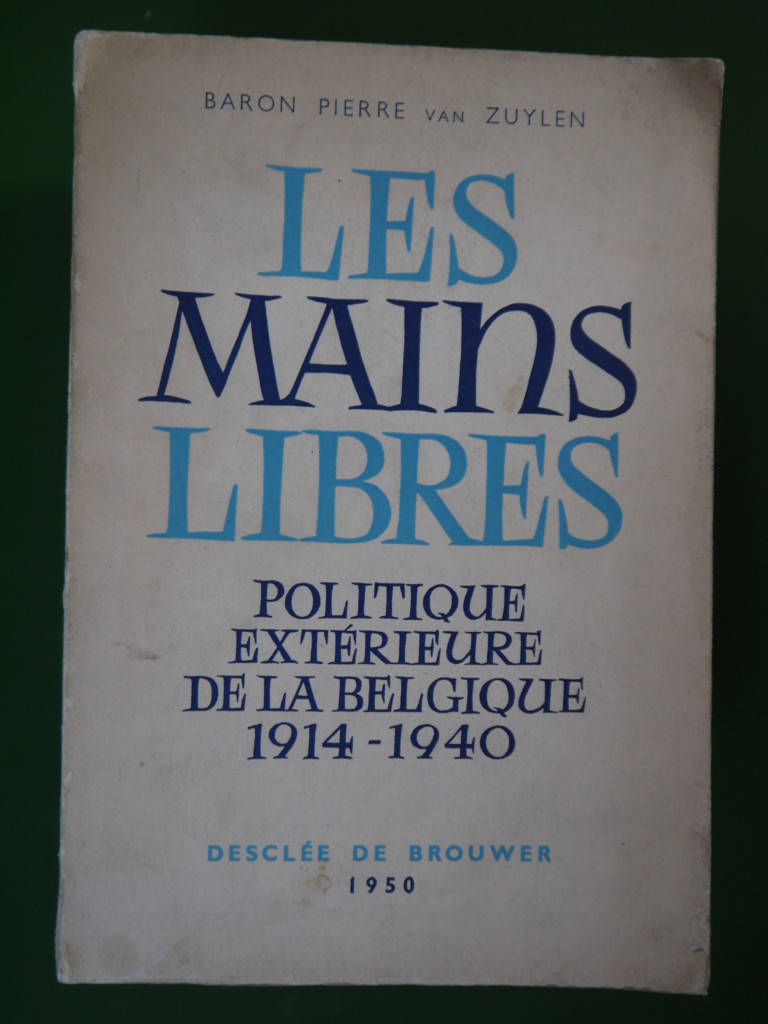 BARON PIERRE VAN ZUYLEN
LES
MAINS
LIBRES
POLITIQUE
EXTÉRIEURE
DE LA BELGIQUE
1914-1940
DESCLÉE DE BROUWER
1950